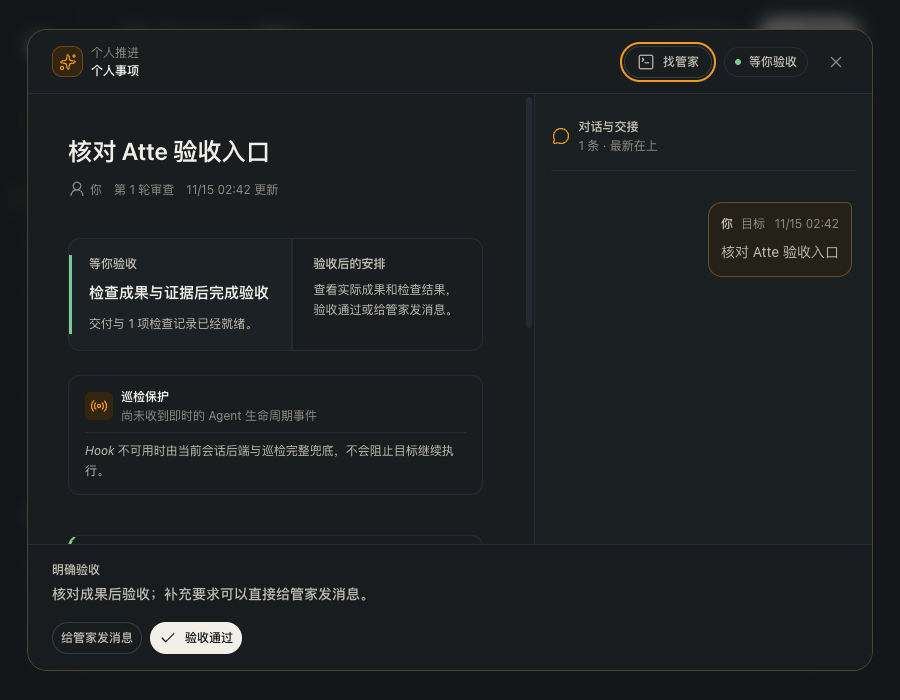 个人推进
个人事项
找管家
等你验收
核对 Atte 验收入口
你 第 1 轮审查 11/15 02:42 更新
等你验收
检查成果与证据后完成验收
交付与 1 项检查记录已经就绪。
验收后的安排
查看实际成果和检查结果，
验收通过或给管家发消息。
巡检保护
尚未收到即时的 Agent 生命周期事件
Hook 不可用时由当前会话后端与巡检完整兜底，不会阻止目标继续执
行。
对话与交接
1 条 · 最新在上
你 目标 11/15 02:42
核对 Atte 验收入口
明确验收
核对成果后验收；补充要求可以直接给管家发消息。
给管家发消息
验收通过